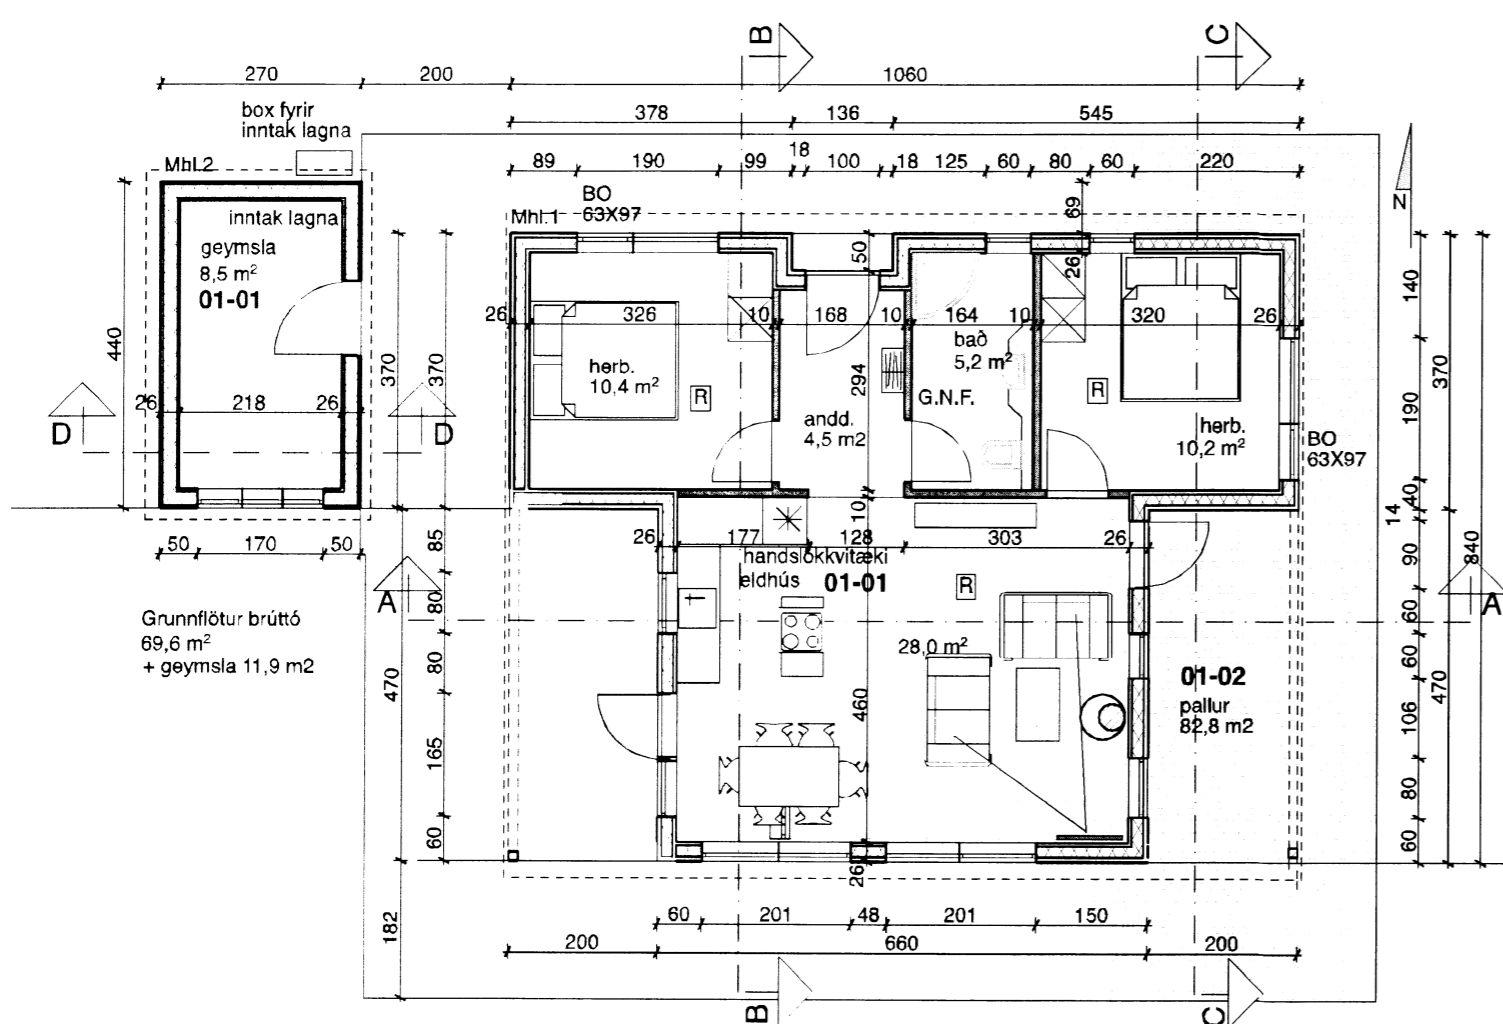 B
C
270
200
1060
box fyrir
inntak lagna
378
136
545
Mhl.2
18
89
190
99
100
18
125
60
80
60
220
BO
63X97
Mhl.1
69
N
inntak lagna
geymsla
8,5 m²
01-01
50
26
140
440
370
370
26
326
10
168
10
164
10
320
26
bað
5,2 m²
herb.
10,4 m²
R
294
G.N.F.
R
andd.
4,5 m2
herb.
10,2 m²
BO
63X97
370
190
26
218
26
D
D
10
14
40
50
170
50
85
26
177
128
303
26
90
840
handslökkvitæki
eldhús
01-01
R
A
80
60
A
Grunnflötur brúttó
69,6 m²
+ geymsla 11,9 m2
28,0 m²
80
60
470
470
460
01-02
pallur
82,8 m2
106
165
80
60
60
26
182
60
201
48
201
150
200
660
200
B
C